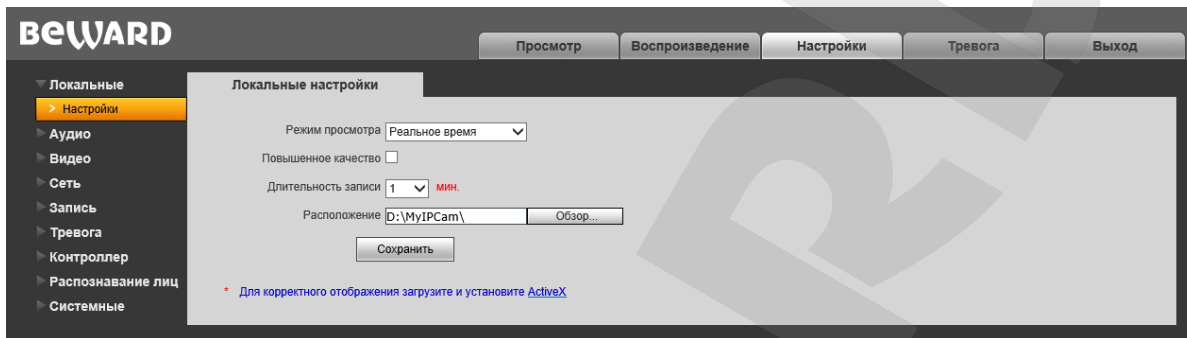 BEWARD
Просмотр Воспроизведение Настройки Тревога Выход
Локальные
> Настройки
Аудио
Видео
Сеть
Запись
Тревога
Контроллер
Распознавание лиц
Системные
Локальные настройки
Режим просмотра Реальное время
Повышенное качество
Длительность записи 1 мин.
Расположение D:\MyIPCam\ Обзор...
Сохранить
* Для корректного отображения загрузите и установите ActiveX